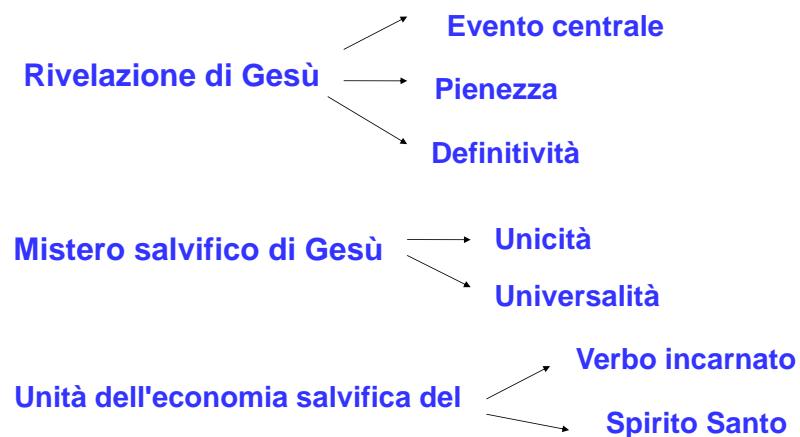 Evento centrale
Rivelazione di Gesù
Pienezza
Definitività
Mistero salvifico di Gesù
Unicità
Universalità
Verbo incarnato
Unità dell'economia salvifica del
Spirito Santo